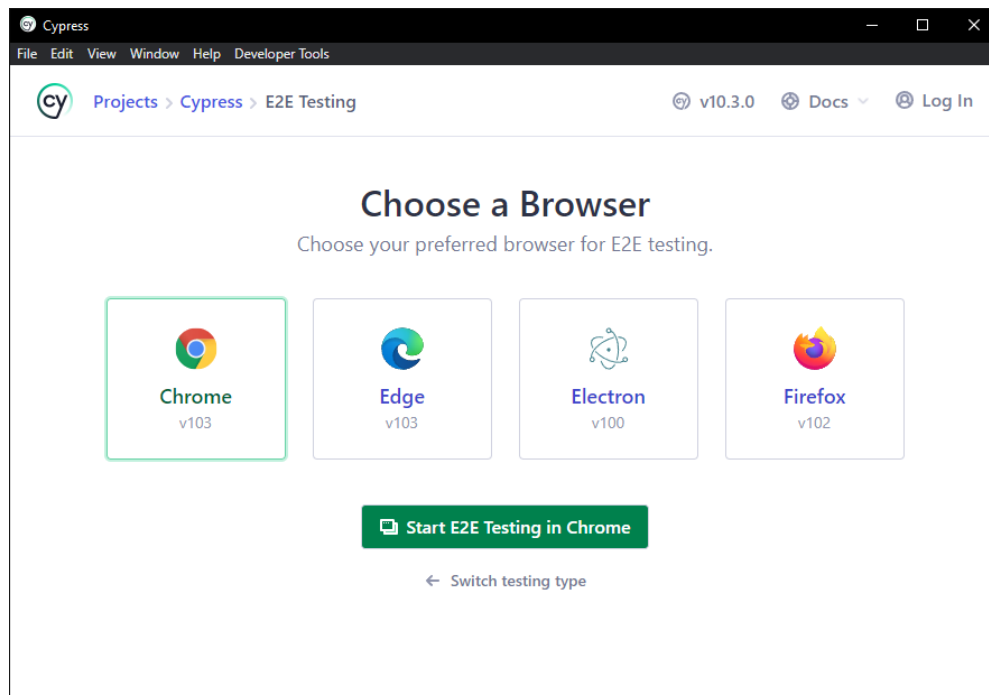 Cypress
File Edit View Window Help Developer Tools
cy Projects > Cypress > E2E Testing v10.3.0 Docs Log In
Choose a Browser
Choose your preferred browser for E2E testing.
Chrome Edge Electron Firefox
v103 v103 v100 v102
Start E2E Testing in Chrome
← Switch testing type